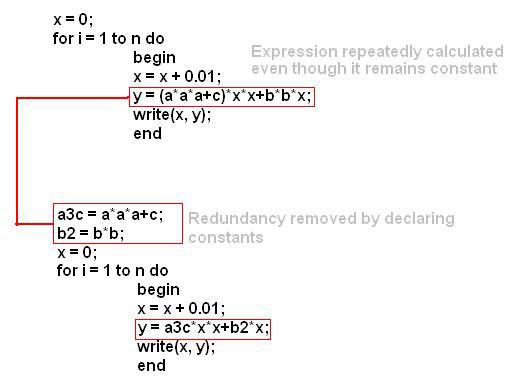 x = 0;
for i = 1 to n do
begin
Expression repeatedly calculated
even though it remains constant
x = x + 0.01;
y = (a*a*a+c)*x*x+b*b*x;
write(x, y);
end
a3c = a*a*a+c;
b2 = b*b;
Redundancy removed by declaring
constants
x = 0;
for i = 1 to n do
begin
x = x + 0.01;
y = a3c*x*x+b2*x;
write(x, y);
end